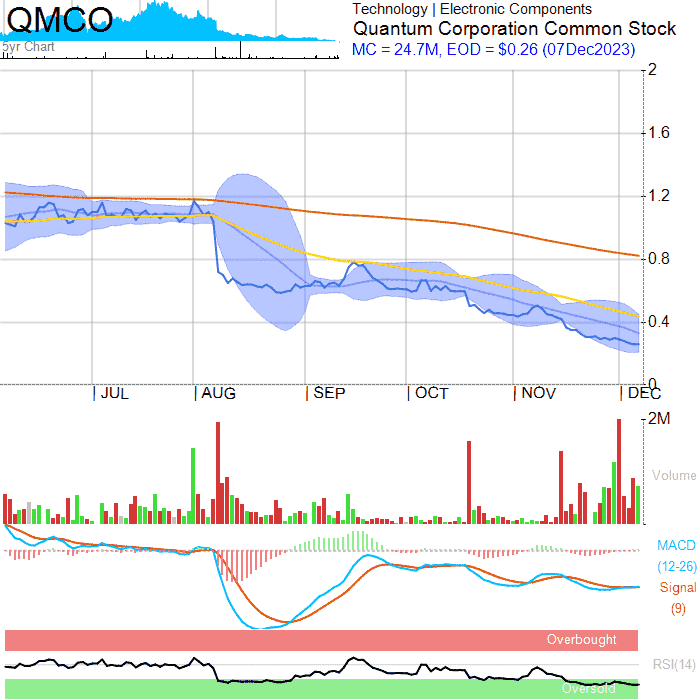 QMCO
5yr Chart
Technology | Electronic Components
Quantum Corporation Common Stock
MC = 24.7M, EOD = $0.26 (07Dec2023)
2
1.6
1.2
0.8
0.4
0
JUL AUG SEP OCT NOV DEC
2M
Volume
MACD
(12-26)
Signal
(9)
Overbought
RSI(14)
Oversold